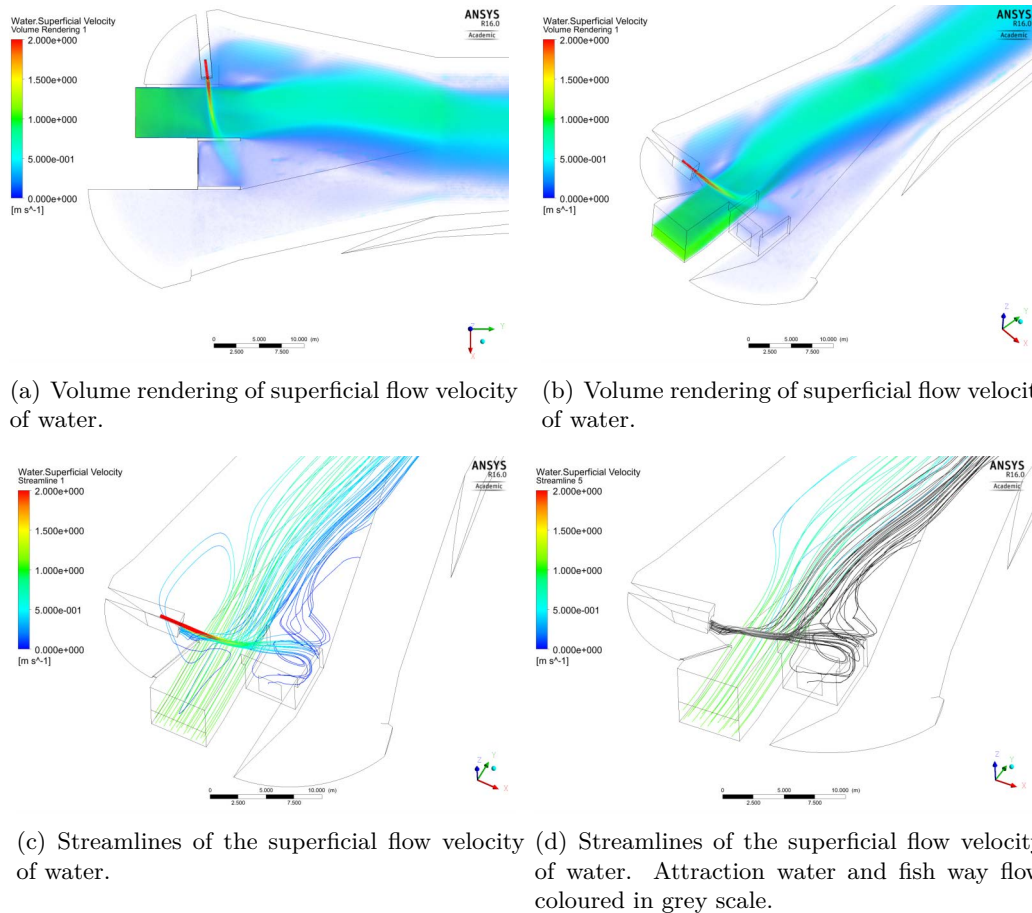 Water.Superficial Velocity
Volume Rendering 1
2.000e+000
1.500e+000
1.000e+000
5.000e-001
0.000e+000
[m s^-1]
ANSYS
R16.0
Academic
0 5.000 10.000 (m)
2.500 7.500
Z Y
X
Water.Superficial Velocity
Volume Rendering 1
2.000e+000
1.500e+000
1.000e+000
5.000e-001
0.000e+000
[m s^-1]
ANSYS
R16.0
Academic
0 5.000 10.000 (m)
2.500 7.500
Z Y
X
(a) Volume rendering of superficial flow velocity
of water.
(b) Volume rendering of superficial flow velocit
of water.
Water.Superficial Velocity
Streamline 1
2.000e+000
1.500e+000
1.000e+000
5.000e-001
0.000e+000
[m s^-1]
ANSYS
R16.0
Academic
0 5.000 10.000 (m)
2.500 7.500
Z Y
X
Water.Superficial Velocity
Streamline 5
2.000e+000
1.500e+000
1.000e+000
5.000e-001
0.000e+000
[m s^-1]
ANSYS
R16.0
Academic
0 5.000 10.000 (m)
2.500 7.500
Z Y
X
(c) Streamlines of the superficial flow velocity
of water.
(d) Streamlines of the superficial flow velocity
of water. Attraction water and fish way flow
coloured in grey scale.